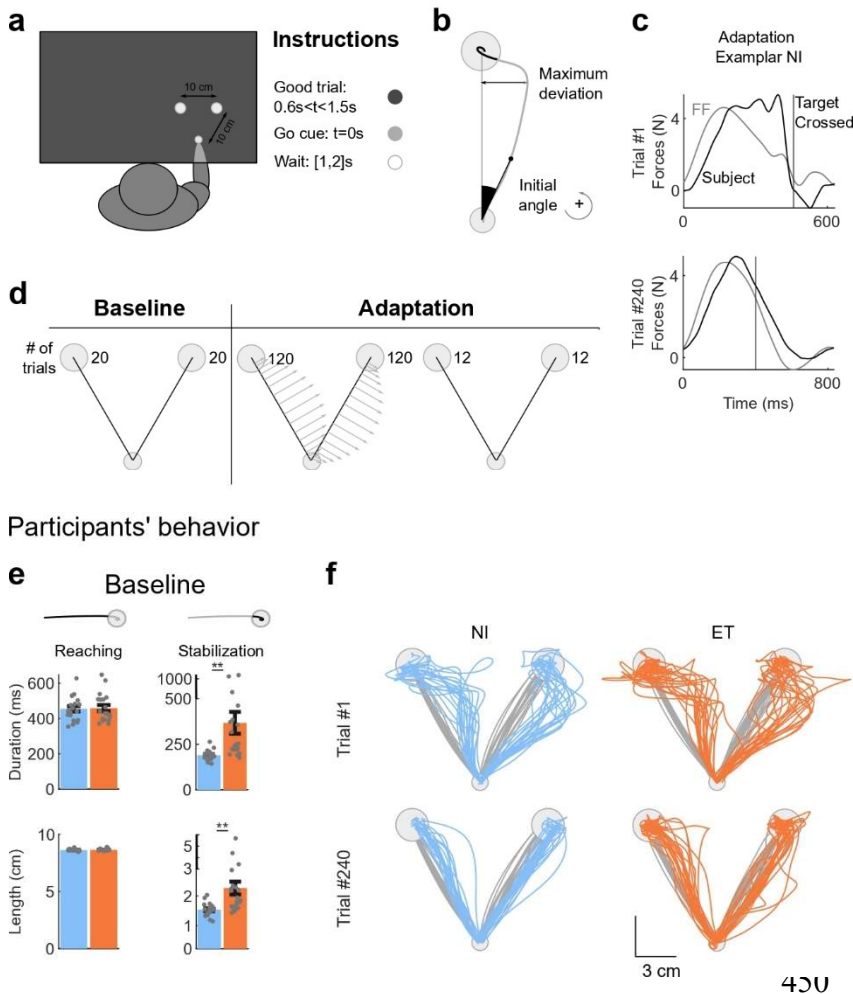 a
Instructions
10 cm
10 cm
Good trial:
0.6s<t<1.5s
Go cue: t=0s
Wait: [1,2]s
b
Maximum
deviation
Initial
angle
+
c
Adaptation
Examplar NI
Trial #1
Forces (N)
4
0
FF
Subject
Target
Crossed
0
600
Trial #240
Forces (N)
4
0
0
800
Time (ms)
d
Baseline
Adaptation
# of
trials
20
20
120
120
12
12
Participants' behavior
e
Baseline
Reaching
Stabilization
Duration (ms)
600
400
200
0
**
1000
500
250
0
Length (cm)
10
5
0
**
5
3
2
1
0
f
NI
ET
Trial #1
Trial #240
3 cm
450